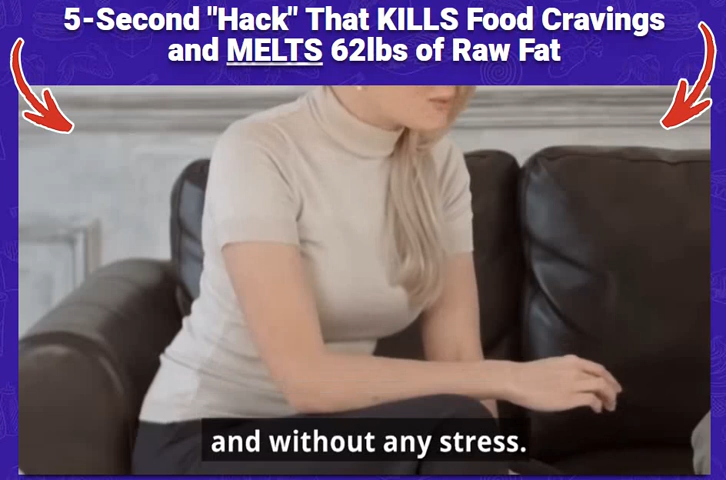 5-Second "Hack" That KILLS Food Cravings
and MELTS 62lbs of Raw Fat
and without any stress.